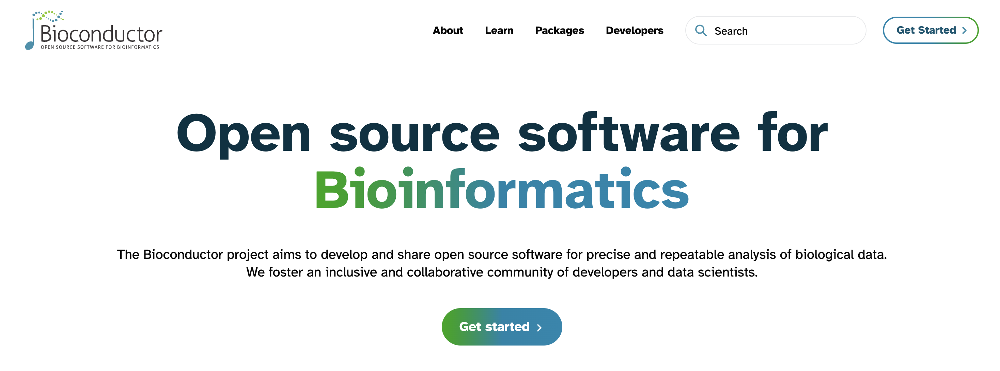 Bioconductor
OPEN SOURCE SOFTWARE FOR BIOINFORMATICS
About Learn Packages Developers Search Get Started
Open source software for
Bioinformatics
The Bioconductor project aims to develop and share open source software for precise and repeatable analysis of biological data.
We foster an inclusive and collaborative community of developers and data scientists.
Get started